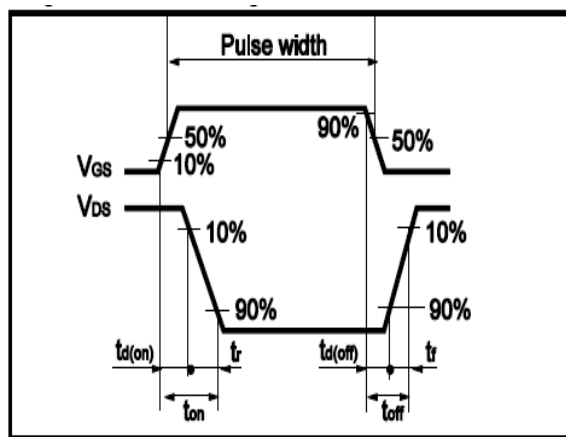 Pulse width
90%
50%
50%
10%
VGS
VDS
10%
10%
90%
90%
td(on)
tr
td(off)
tf
ton
toff